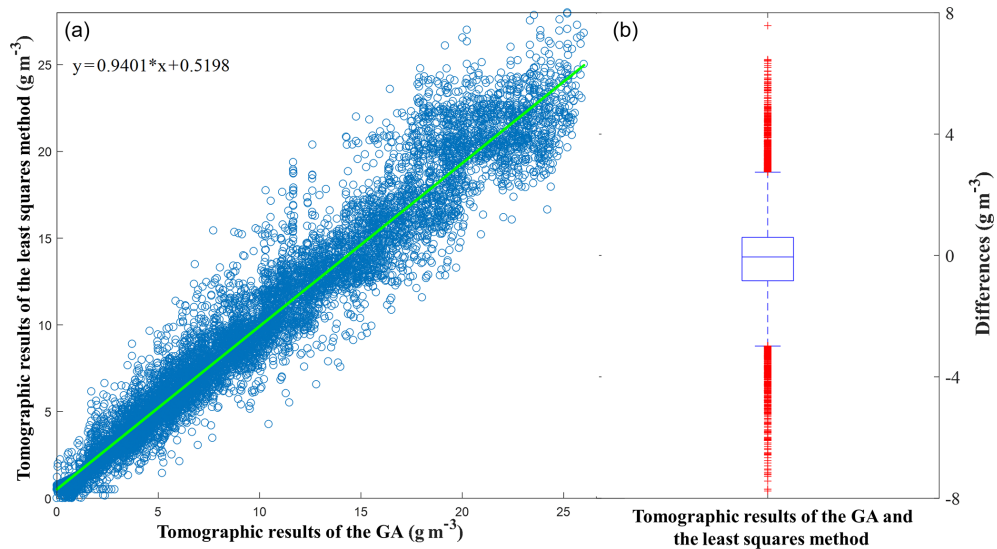 (a)
y=0.9401*x+0.5198
Tomographic results of the least squares method (g m⁻³)
25
20
15
10
5
0
0
5
10
15
20
25
Tomographic results of the GA (g m⁻³)
(b)
8
4
0
-4
-8
Differences (g m⁻³)
Tomographic results of the GA and
the least squares method